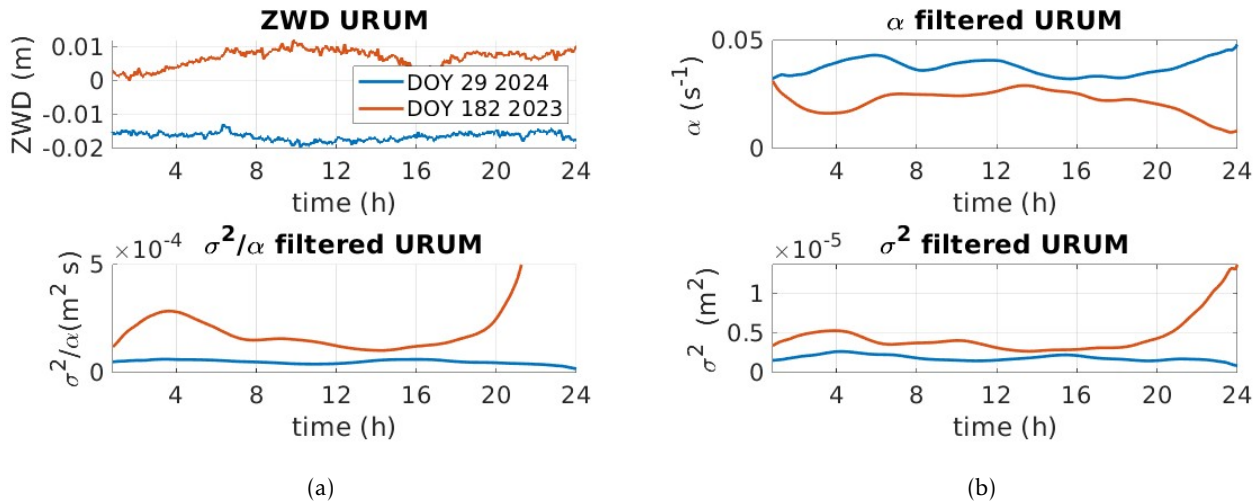 ZWD URUM
ZWD (m)
0.01
0
-0.01
-0.02
DOY 29 2024
DOY 182 2023
4 8 12 16 20 24
time (h)
α filtered URUM
α (s⁻¹)
0.05
0
4 8 12 16 20 24
time (h)
×10⁻⁴ σ²/α filtered URUM
σ²/α(m² s)
5
0
4 8 12 16 20 24
time (h)
×10⁻⁵ σ² filtered URUM
σ² (m²)
1
0.5
0
4 8 12 16 20 24
time (h)
(a)
(b)